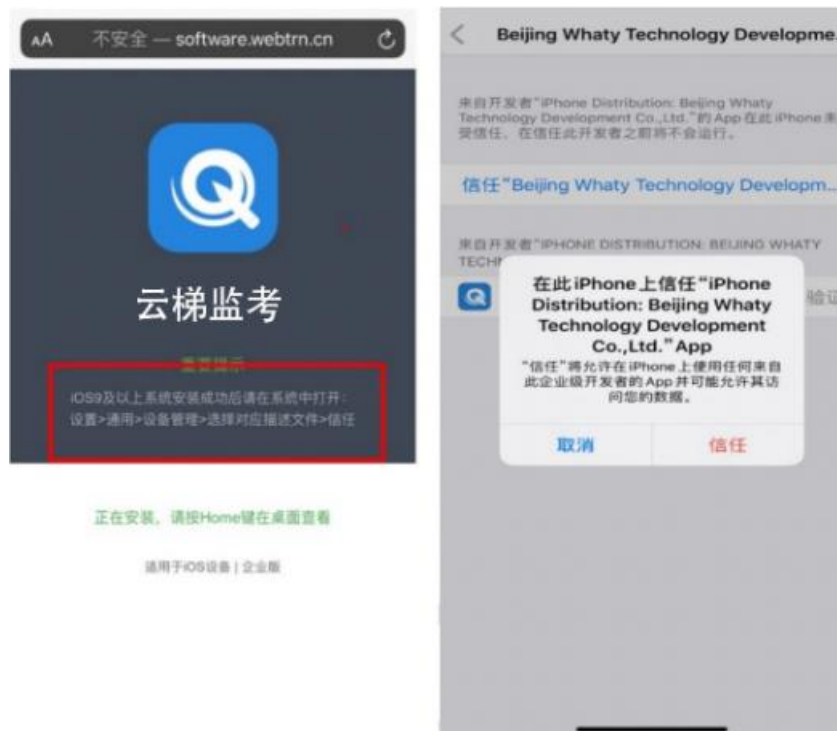 AA 不安全 — software.webtrn.cn
云梯监考
重要提示
iOS9及以上系统安装成功后请在系统中打开:
设置>通用>设备管理>选择对应描述文件>信任
正在安装，请按Home键在桌面查看
适用于iOS设备 | 企业版
Beijing Whaty Technology Developme
来自开发者"iPhone Distribution: Beijing Whaty
Technology Development Co.,Ltd."的 App 在此 iPhone 未
受信任，在信任此开发者之前将不会运行。
信任"Beijing Whaty Technology Developm...
来自开发者"IPHONE DISTRIBUTION: BEIJING WHATY
TECH
验证
在此 iPhone 上信任"iPhone
Distribution: Beijing Whaty
Technology Development
Co.,Ltd." App
"信任"将允许在 iPhone 上使用任何来自
此企业级开发者的 App 并可能允许其访
问您的数据。
取消 信任